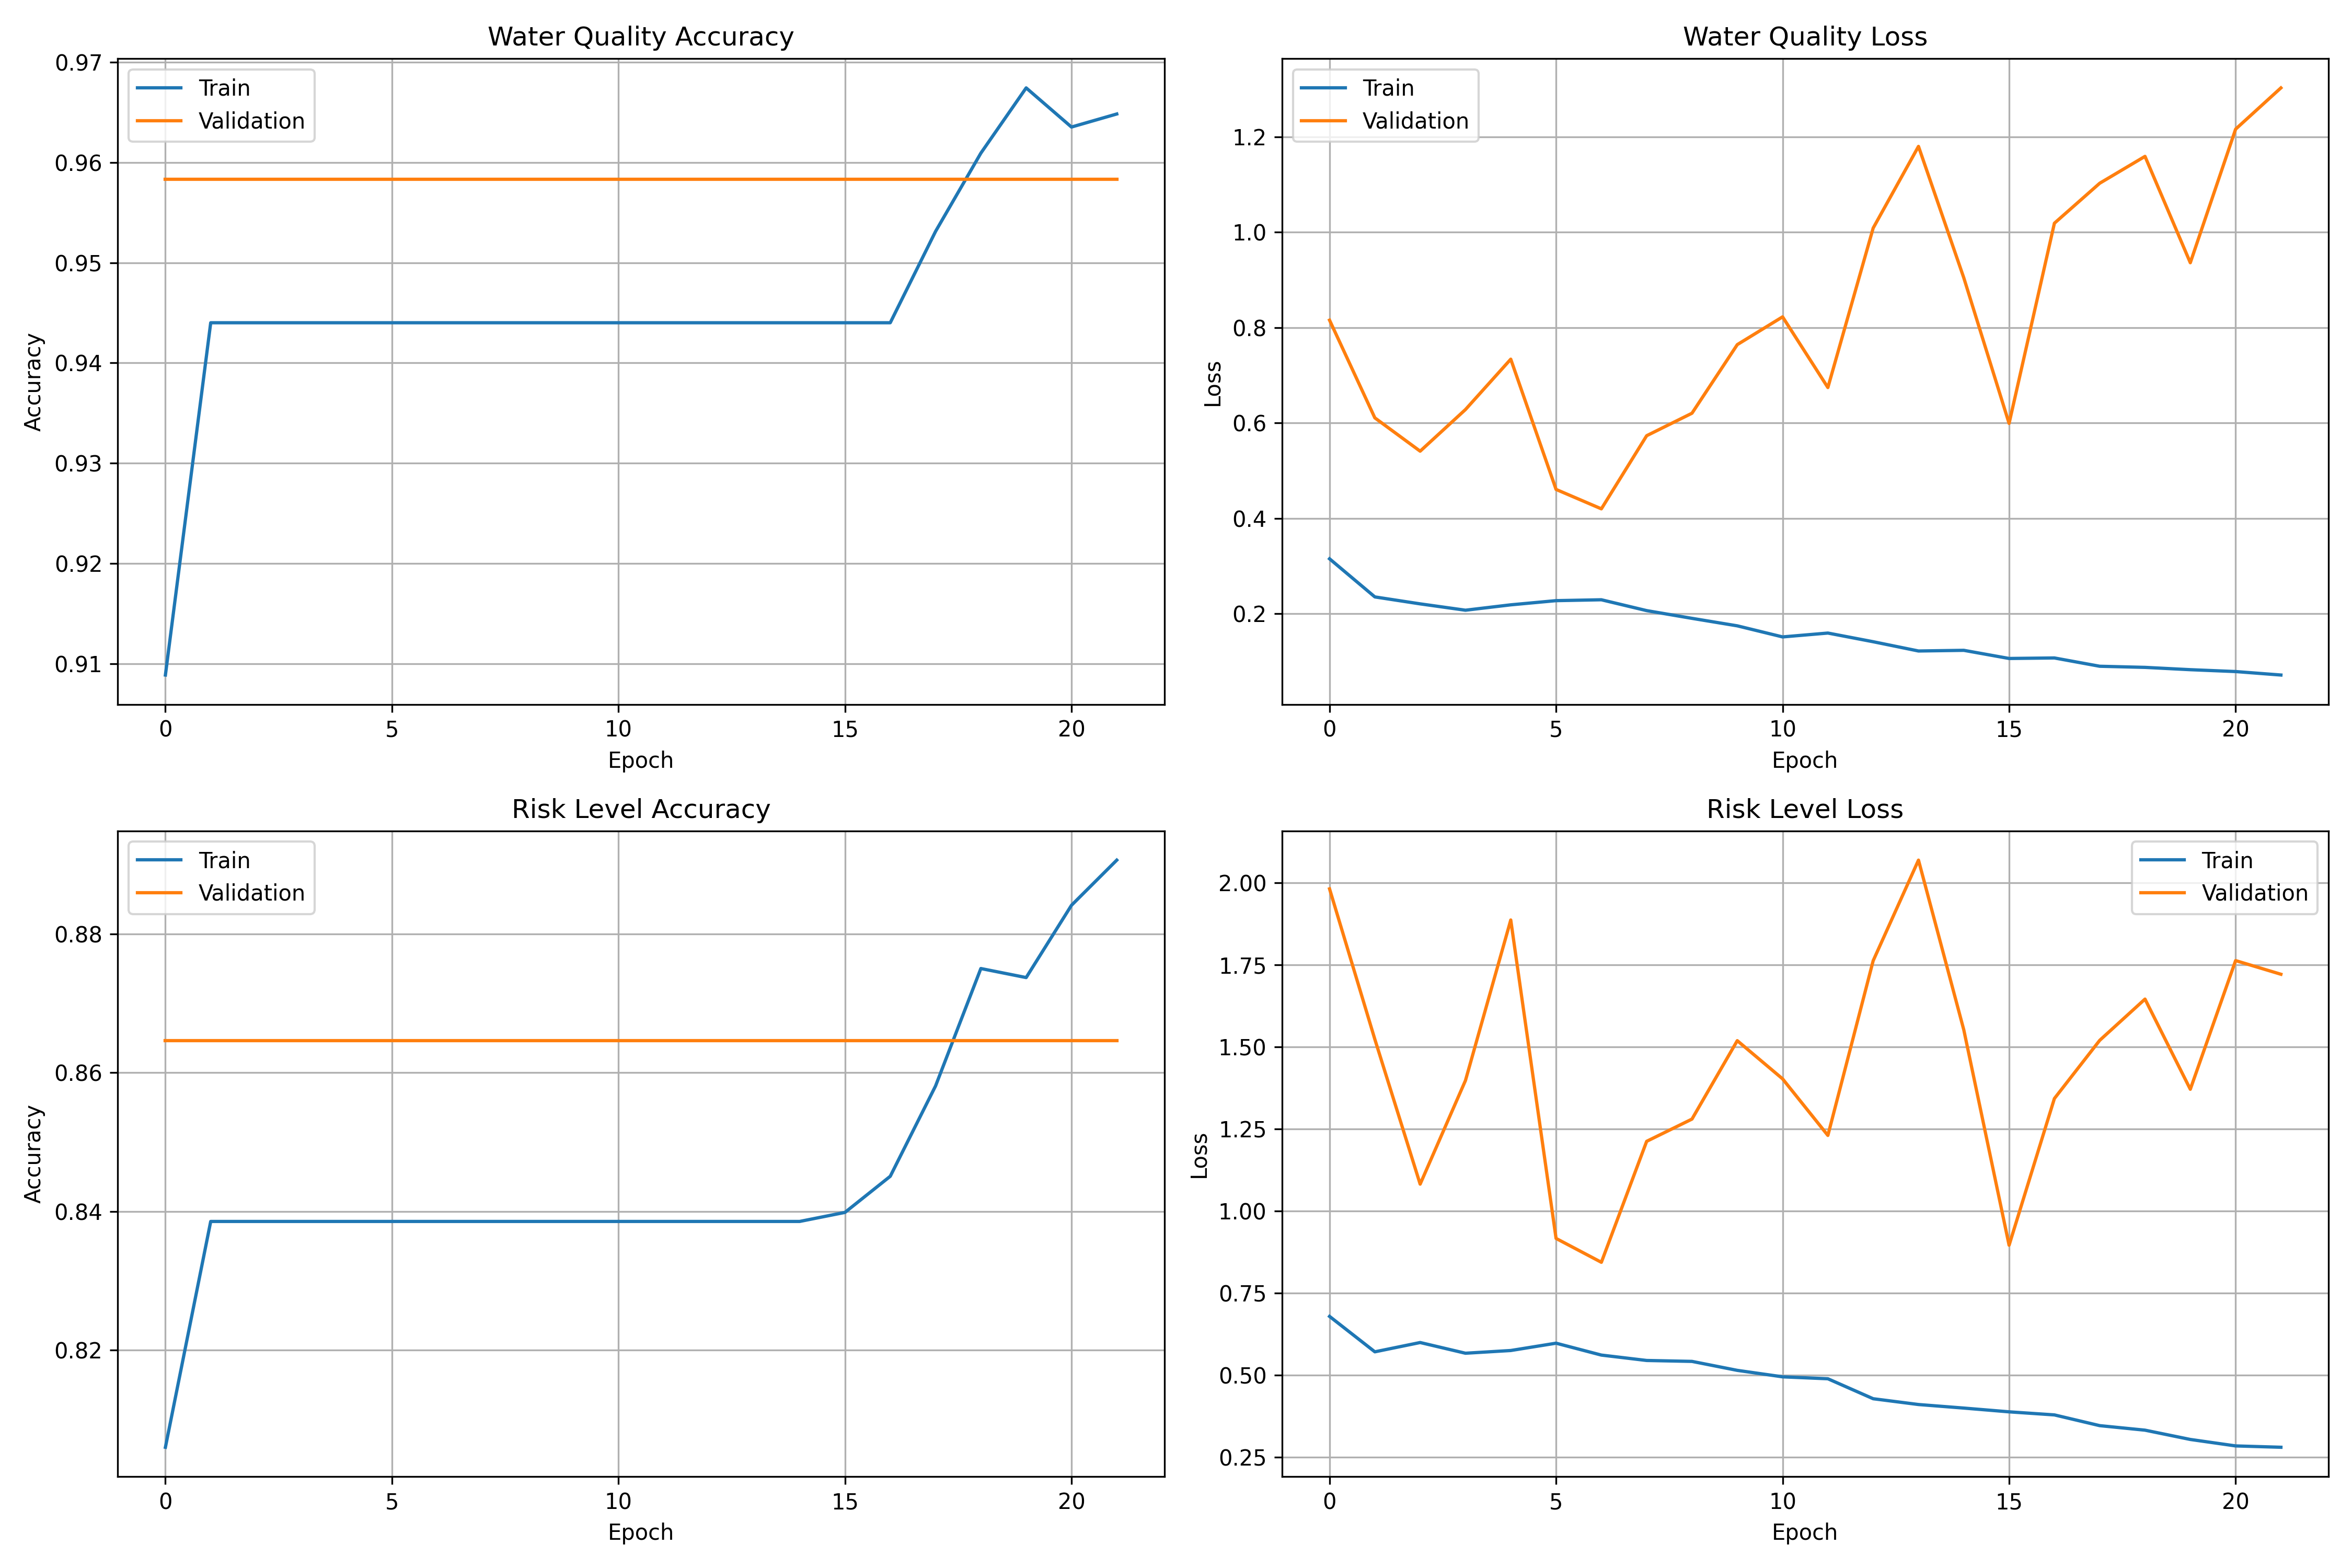 Water Quality Accuracy
Train
Validation
0.97
0.96
0.95
0.94
0.93
0.92
0.91
Accuracy
0 5 10 15 20
Epoch
Water Quality Loss
Train
Validation
1.2
1.0
0.8
0.6
0.4
0.2
Loss
0 5 10 15 20
Epoch
Risk Level Accuracy
Train
Validation
0.88
0.86
0.84
0.82
Accuracy
0 5 10 15 20
Epoch
Risk Level Loss
Train
Validation
2.00
1.75
1.50
1.25
1.00
0.75
0.50
0.25
Loss
0 5 10 15 20
Epoch